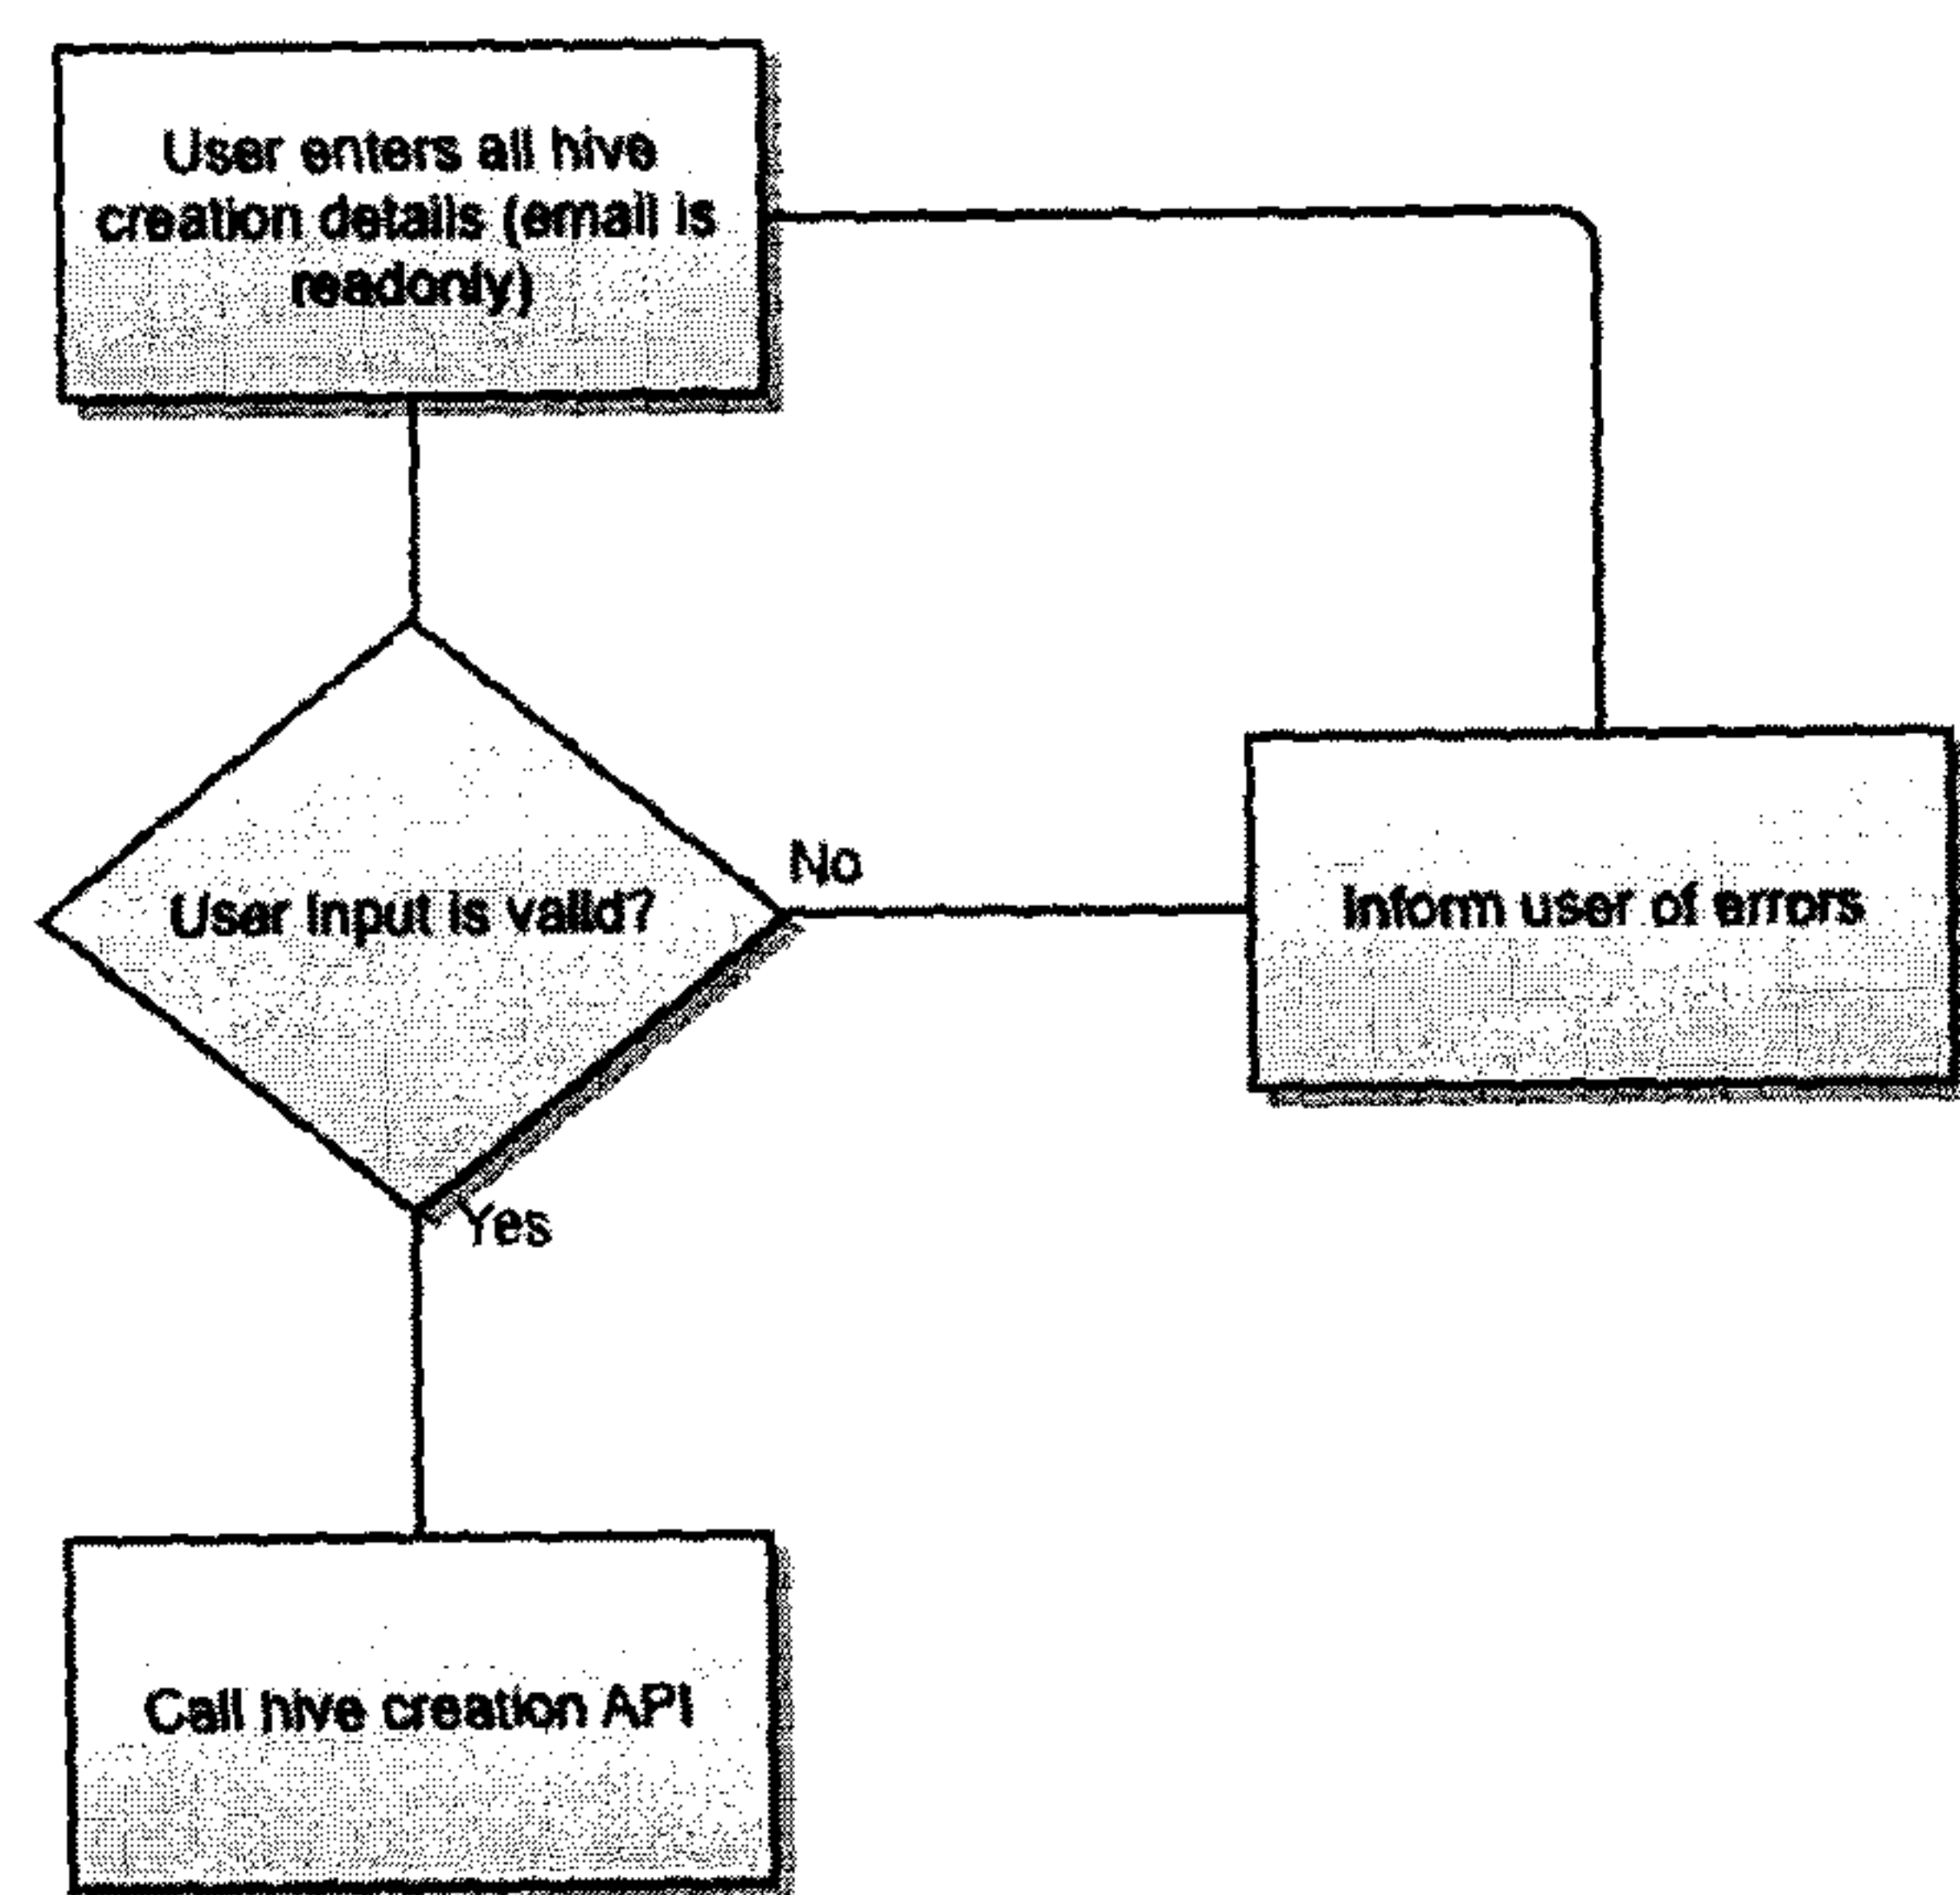 User enters all hive
creation details (email is
readonly)
User input is valid?
No
Inform user of errors
Yes
Call hive creation API